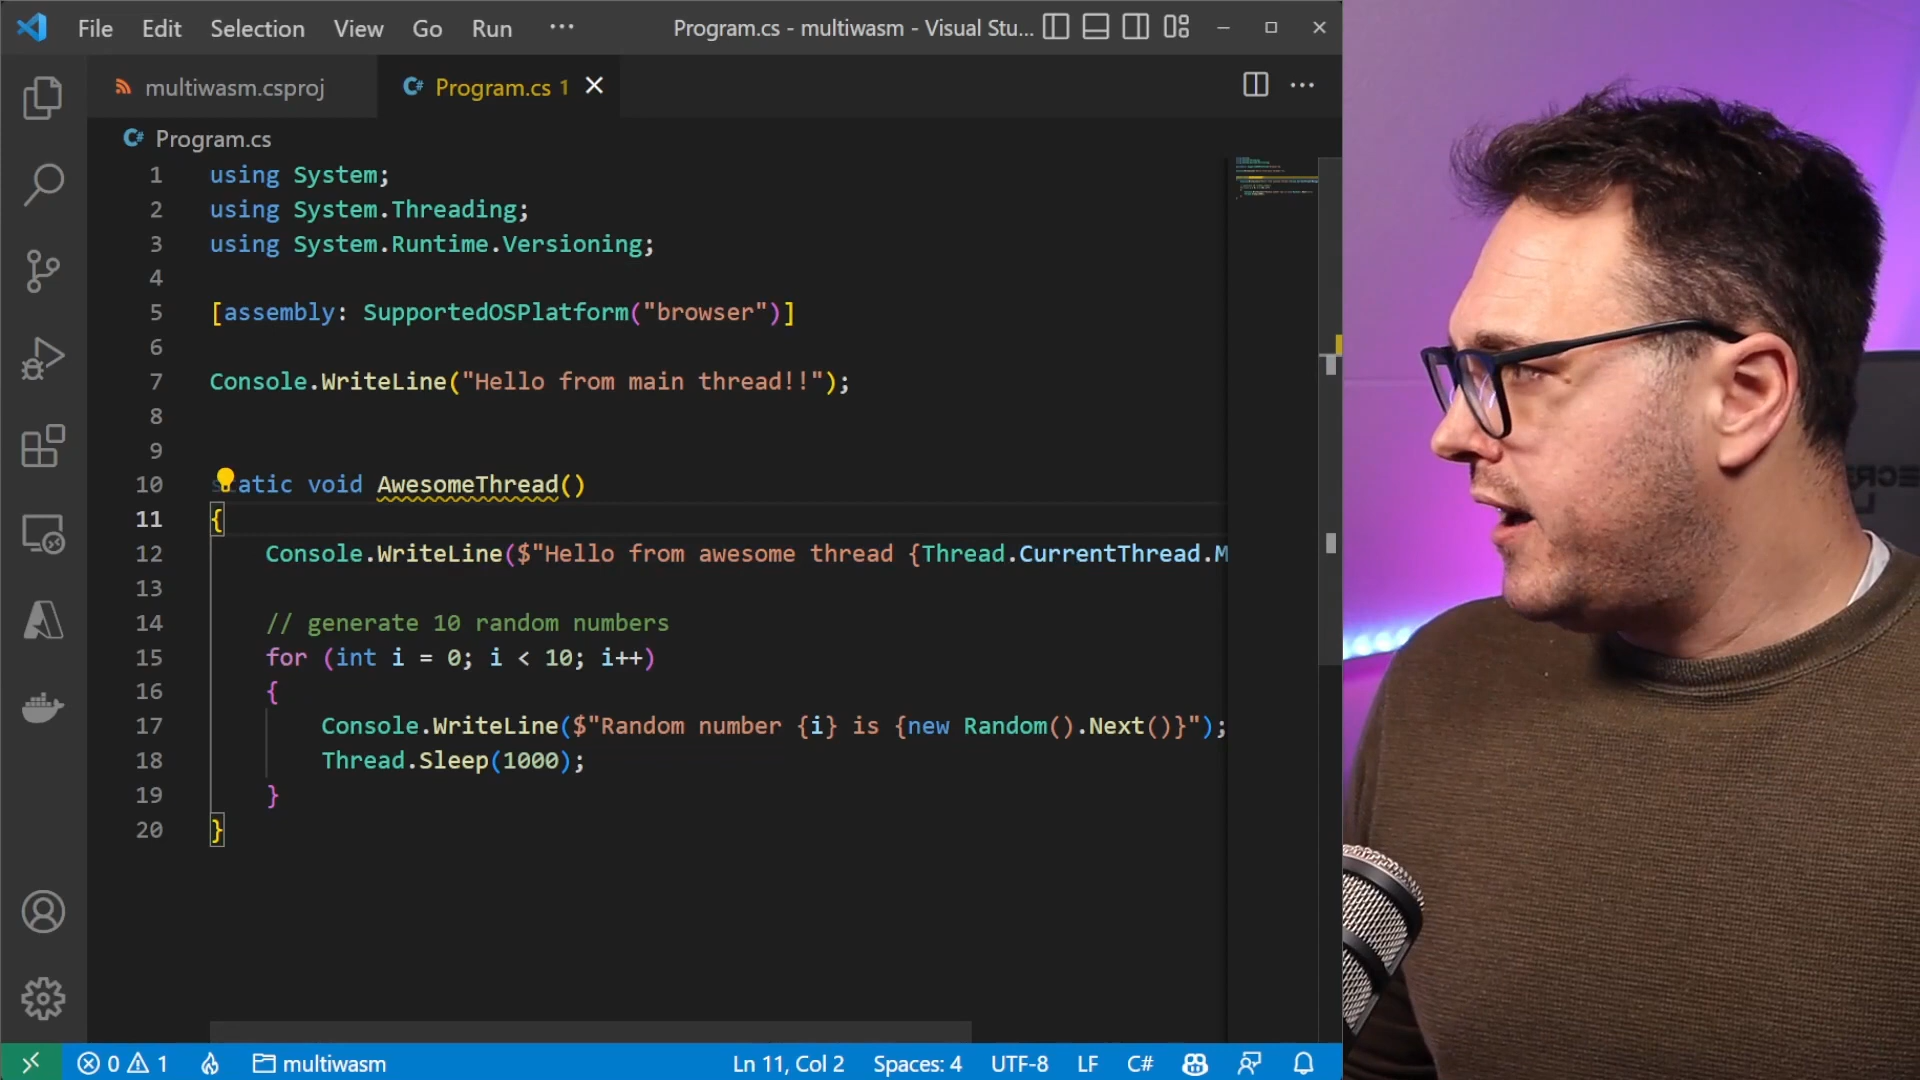 File Edit Selection View Go Run ··· Program.cs - multiwasm - Visual Stu...
multiwasm.csproj Program.cs 1
Program.cs
1 using System;
2 using System.Threading;
3 using System.Runtime.Versioning;
4
5 [assembly: SupportedOSPlatform("browser")]
6
7 Console.WriteLine("Hello from main thread!!");
8
9
10 static void AwesomeThread()
11 {
12 Console.WriteLine($"Hello from awesome thread {Thread.CurrentThread.M
13
14 // generate 10 random numbers
15 for (int i = 0; i < 10; i++)
16 {
17 Console.WriteLine($"Random number {i} is {new Random().Next()}");
18 Thread.Sleep(1000);
19 }
20 }
0 1 multiwasm Ln 11, Col 2 Spaces: 4 UTF-8 LF C#